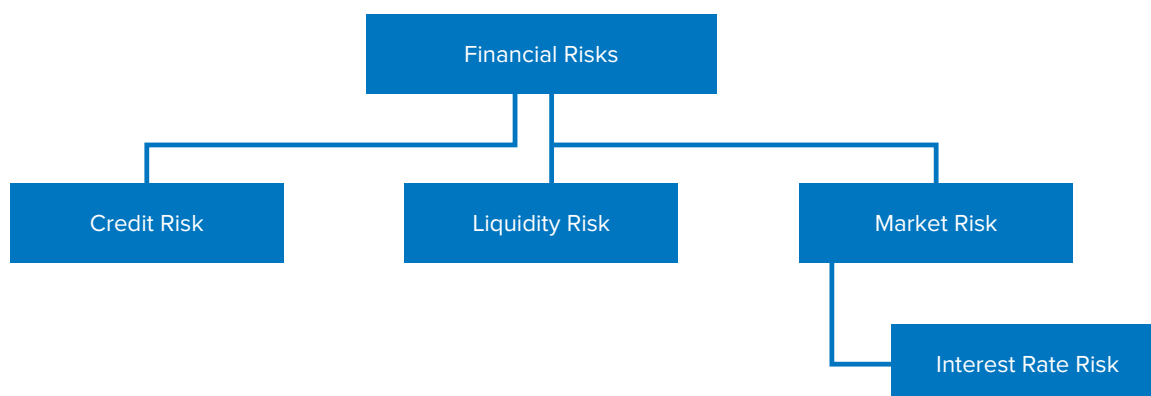 Financial Risks
Credit Risk
Liquidity Risk
Market Risk
Interest Rate Risk